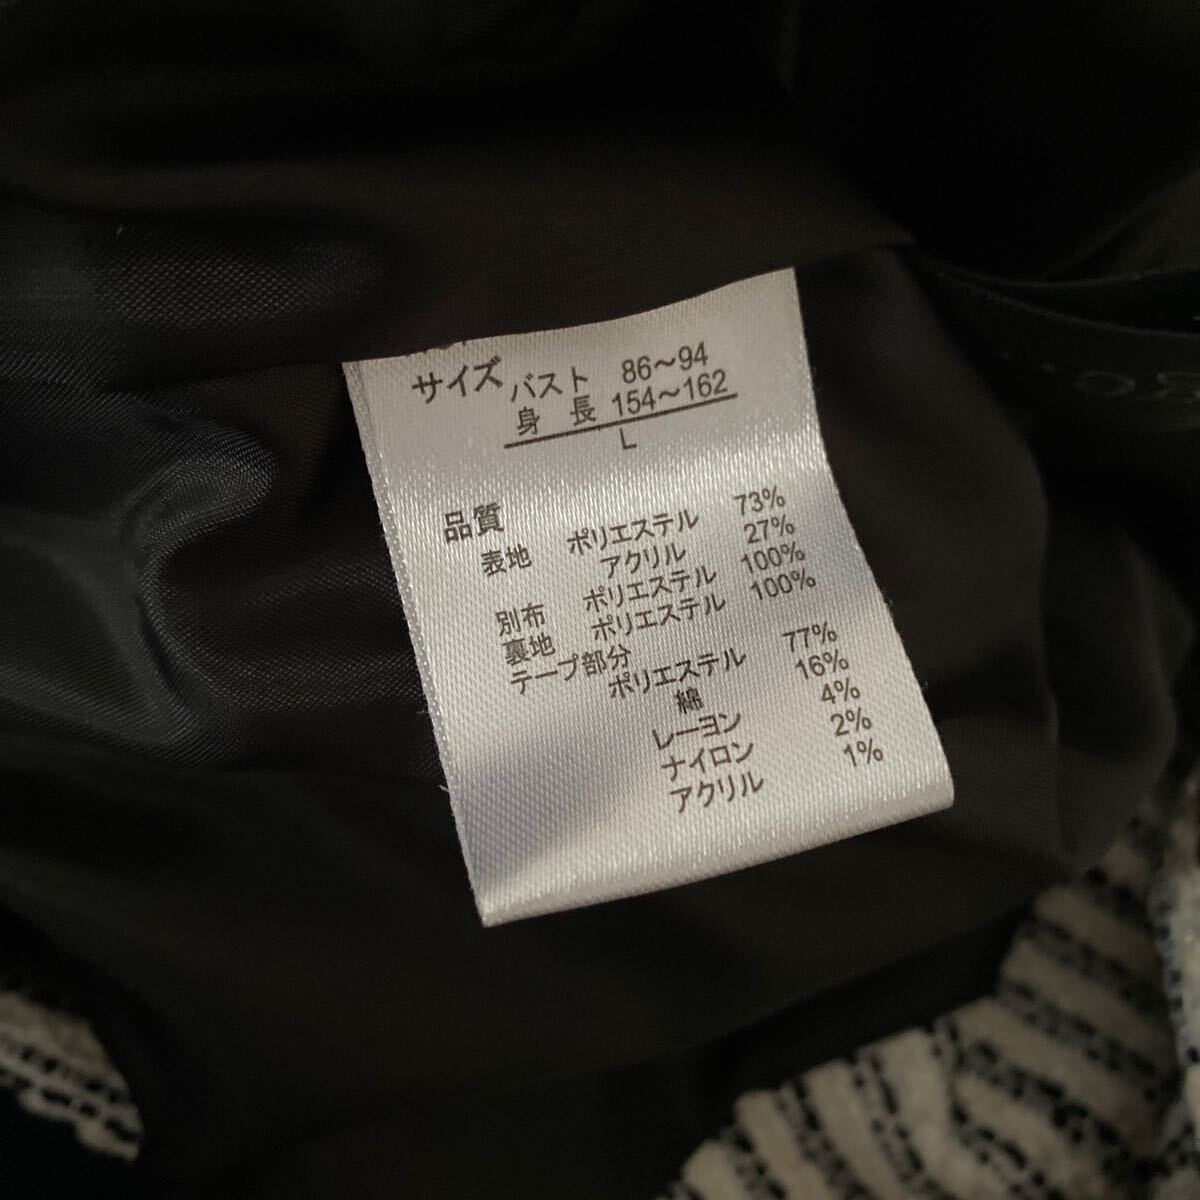 サイズ バスト 86〜94
身 長 154〜162
L
品質
表地 ポリエステル 73%
アクリル 27%
別布 ポリエステル 100%
裏地 ポリエステル 100%
テープ部分
ポリエステル 77%
綿 16%
レーヨン 4%
ナイロン 2%
アクリル 1%